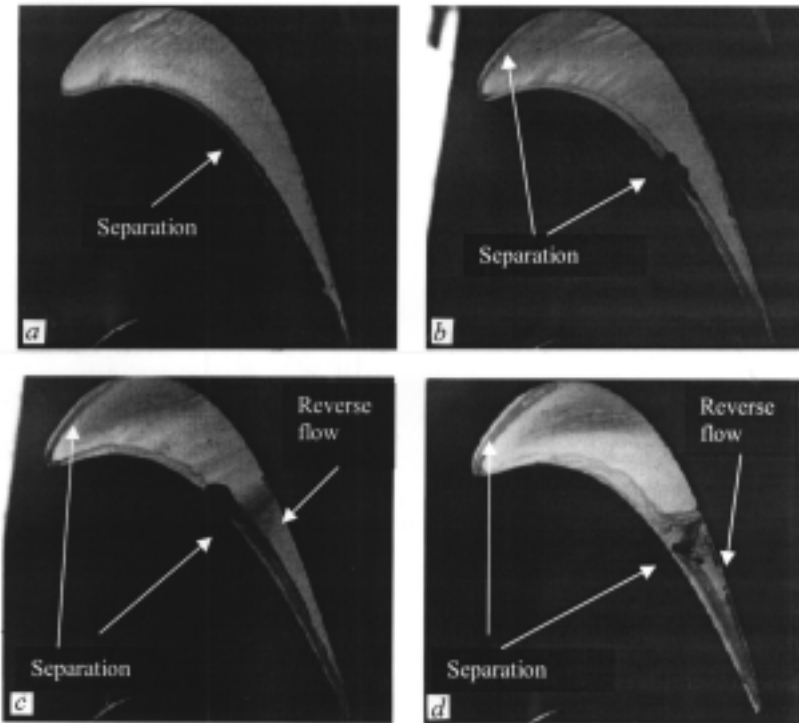 Separation
a
Separation
b
Reverse
flow
Separation
c
Reverse
flow
Separation
d